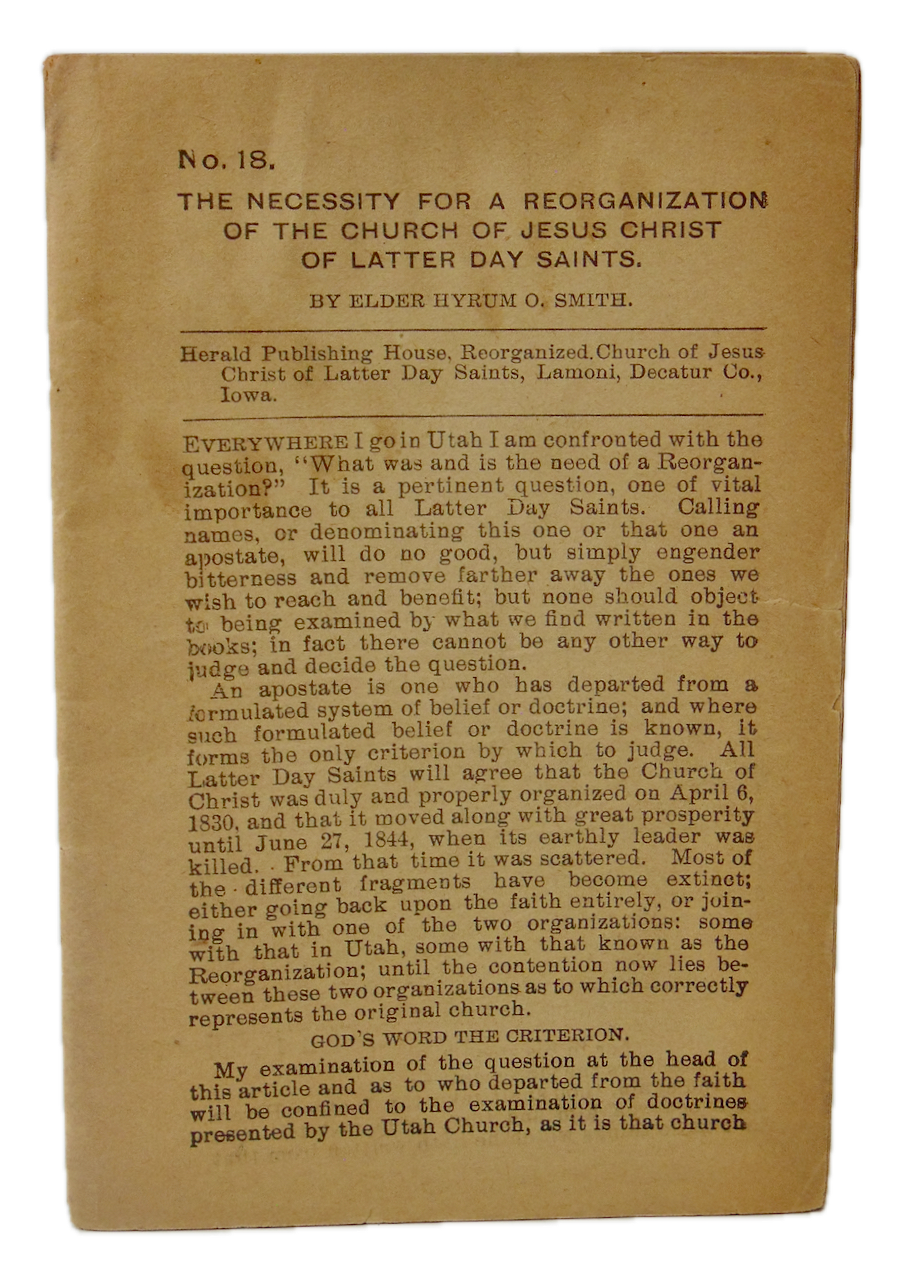 No. 18.
THE NECESSITY FOR A REORGANIZATION
OF THE CHURCH OF JESUS CHRIST
OF LATTER DAY SAINTS.
BY ELDER HYRUM O. SMITH.
Herald Publishing House, Reorganized Church of Jesus
Christ of Latter Day Saints, Lamoni, Decatur Co.,
Iowa.
EVERYWHERE I go in Utah I am confronted with the
question, "What was and is the need of a Reorgan-
ization?" It is a pertinent question, one of vital
importance to all Latter Day Saints. Calling
names, or denominating this one or that one an
apostate, will do no good, but simply engender
bitterness and remove farther away the ones we
wish to reach and benefit; but none should object
to being examined by what we find written in the
books; in fact there cannot be any other way to
judge and decide the question.
An apostate is one who has departed from a
formulated system of belief or doctrine; and where
such formulated belief or doctrine is known, it
forms the only criterion by which to judge. All
Latter Day Saints will agree that the Church of
Christ was duly and properly organized on April 6,
1830, and that it moved along with great prosperity
until June 27, 1844, when its earthly leader was
killed. From that time it was scattered. Most of
the different fragments have become extinct;
either going back upon the faith entirely, or join-
ing in with one of the two organizations: some
with that in Utah, some with that known as the
Reorganization; until the contention now lies be-
tween these two organizations as to which correctly
represents the original church.
GOD'S WORD THE CRITERION.
My examination of the question at the head of
this article and as to who departed from the faith
will be confined to the examination of doctrines
presented by the Utah Church, as it is that church